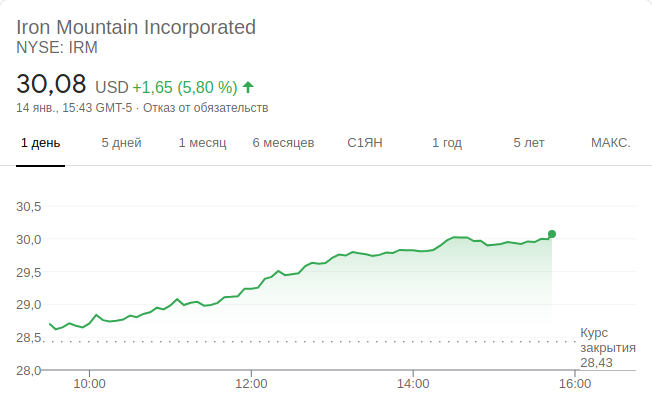 Iron Mountain Incorporated
NYSE: IRM
30,08 USD +1,65 (5,80 %)
14 янв., 15:43 GMT-5 · Отказ от обязательств
1 день 5 дней 1 месяц 6 месяцев С1ЯН 1 год 5 лет МАКС.
30,5
30,0
29,5
29,0
28,5
28,0
Курс
закрытия
28,43
10:00 12:00 14:00 16:00